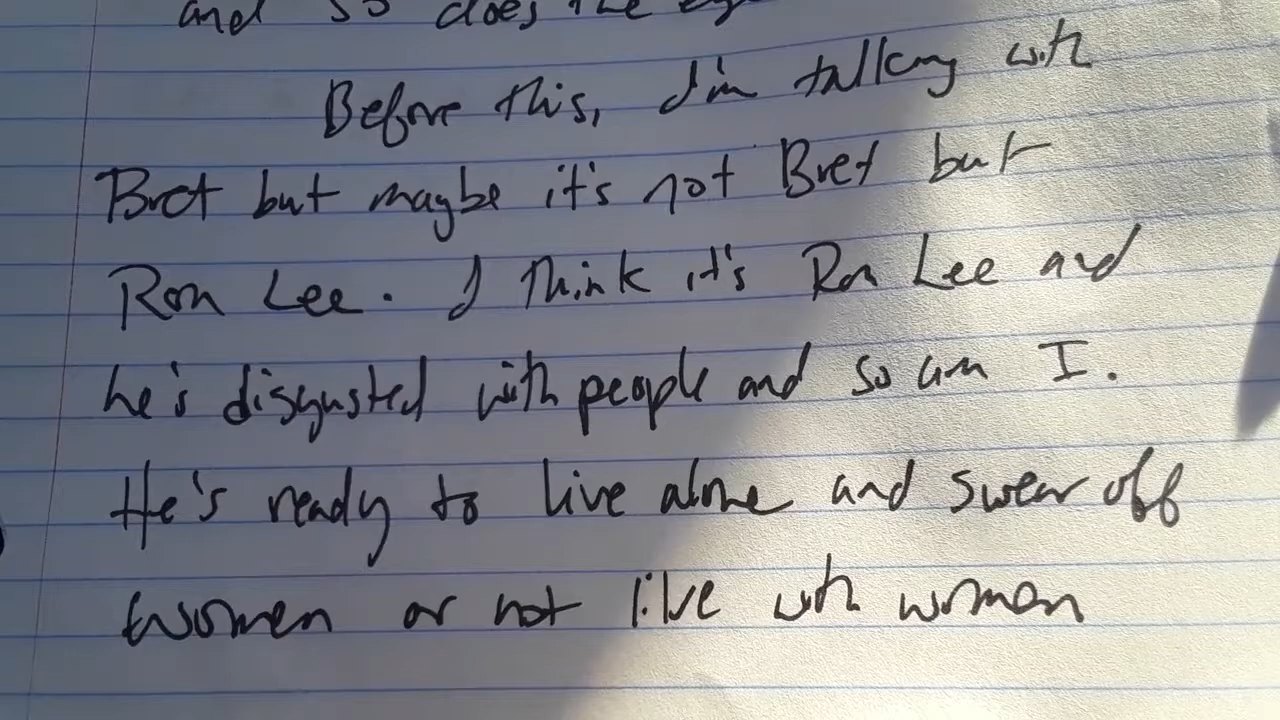 and so does the
Before this, I'm talking with
Bret but maybe it's not Bret but
Ron Lee. I think it's Ron Lee and
he's disgusted with people and so am I.
He's ready to live alone and swear off
women or not live with women